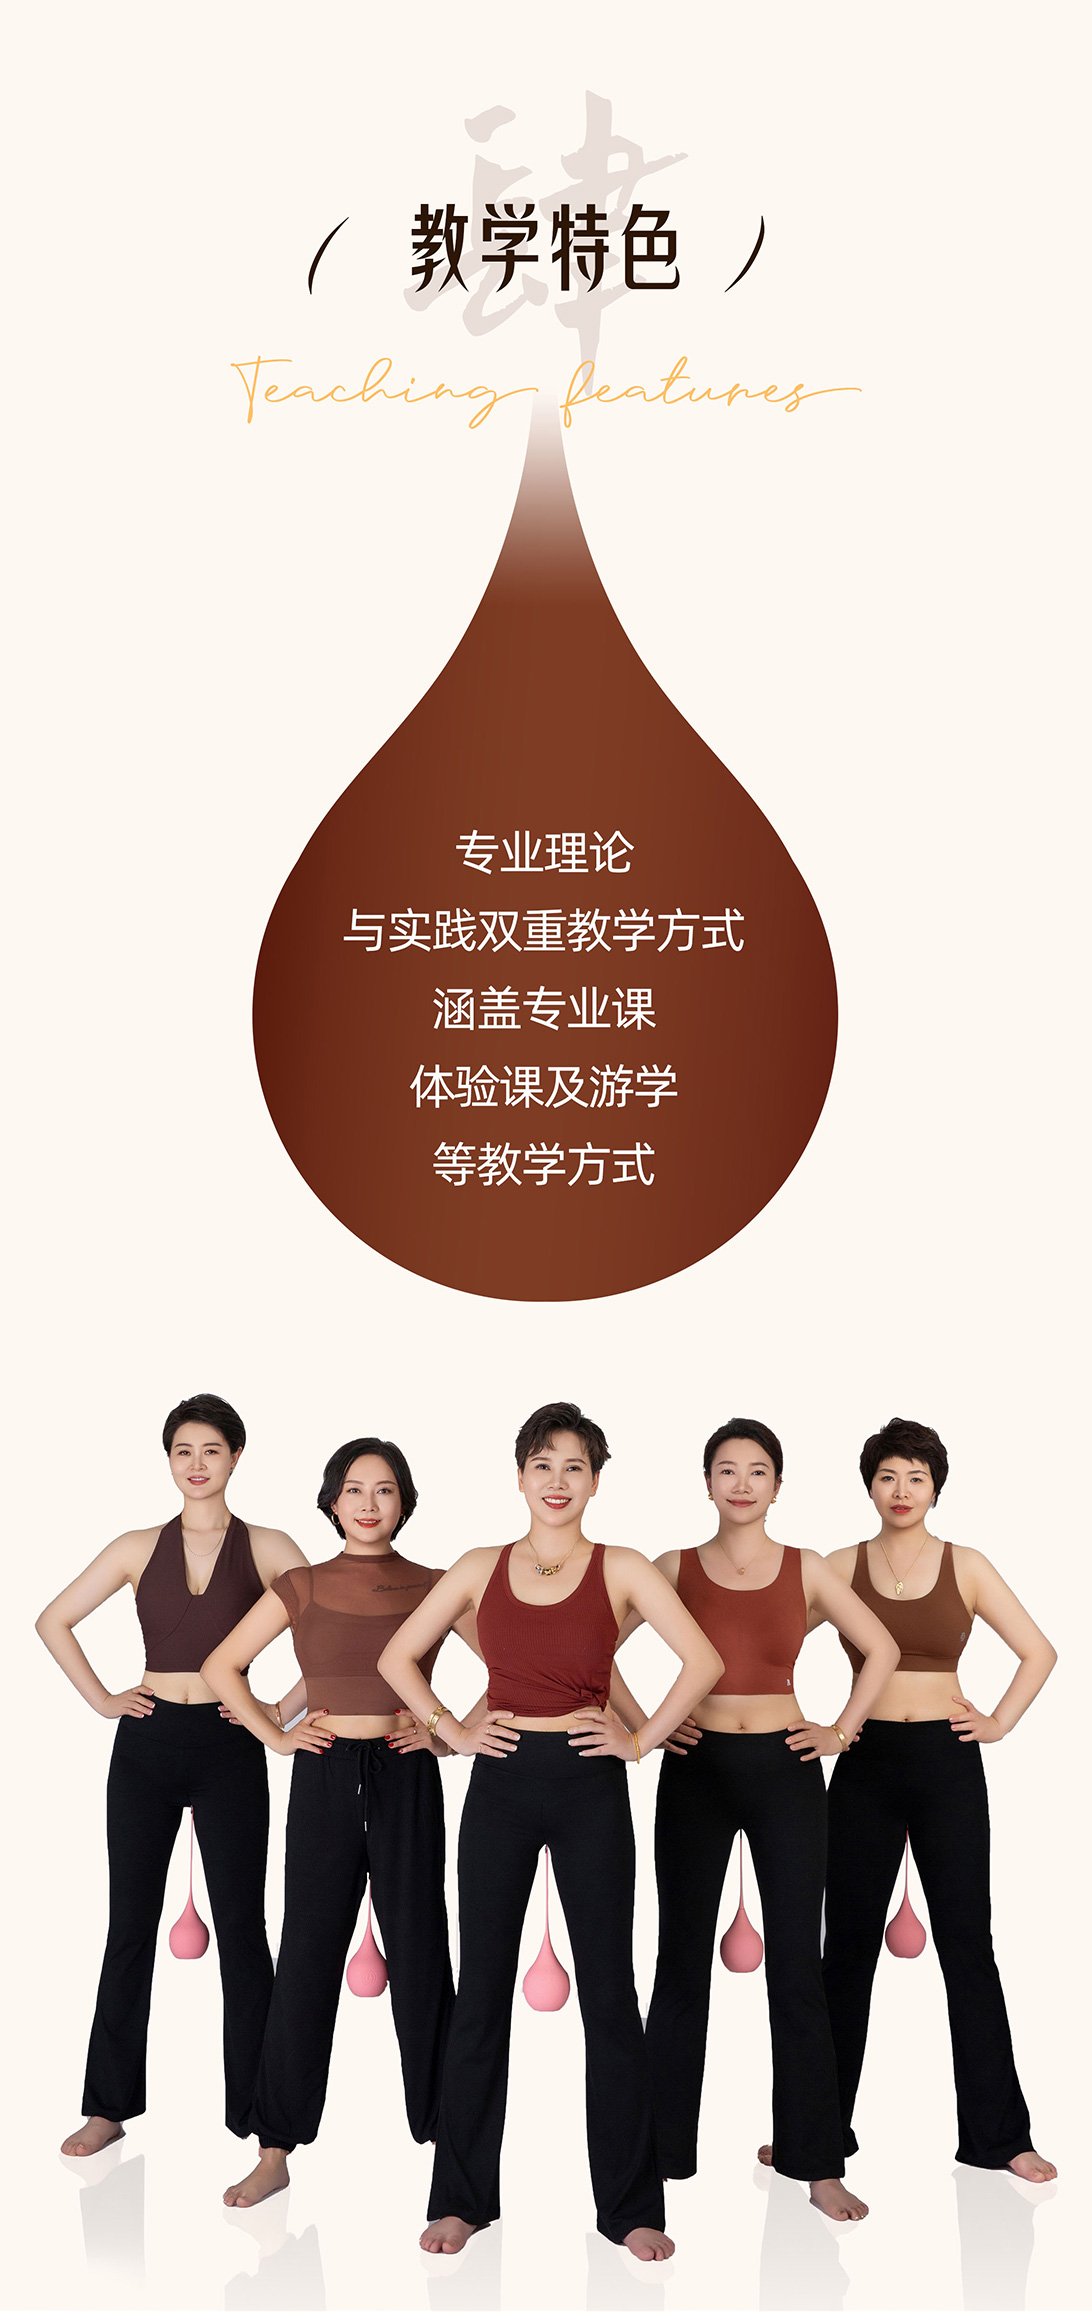 肆
教学特色
Teaching features
专业理论
与实践双重教学方式
涵盖专业课
体验课及游学
等教学方式